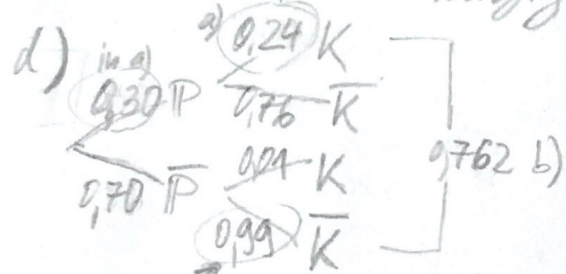 a) 0,24 K
d) in a)
0,30 P 0,76 K̅
0,01 K 0,762 b)
0,70 P̅
0,99 K̅